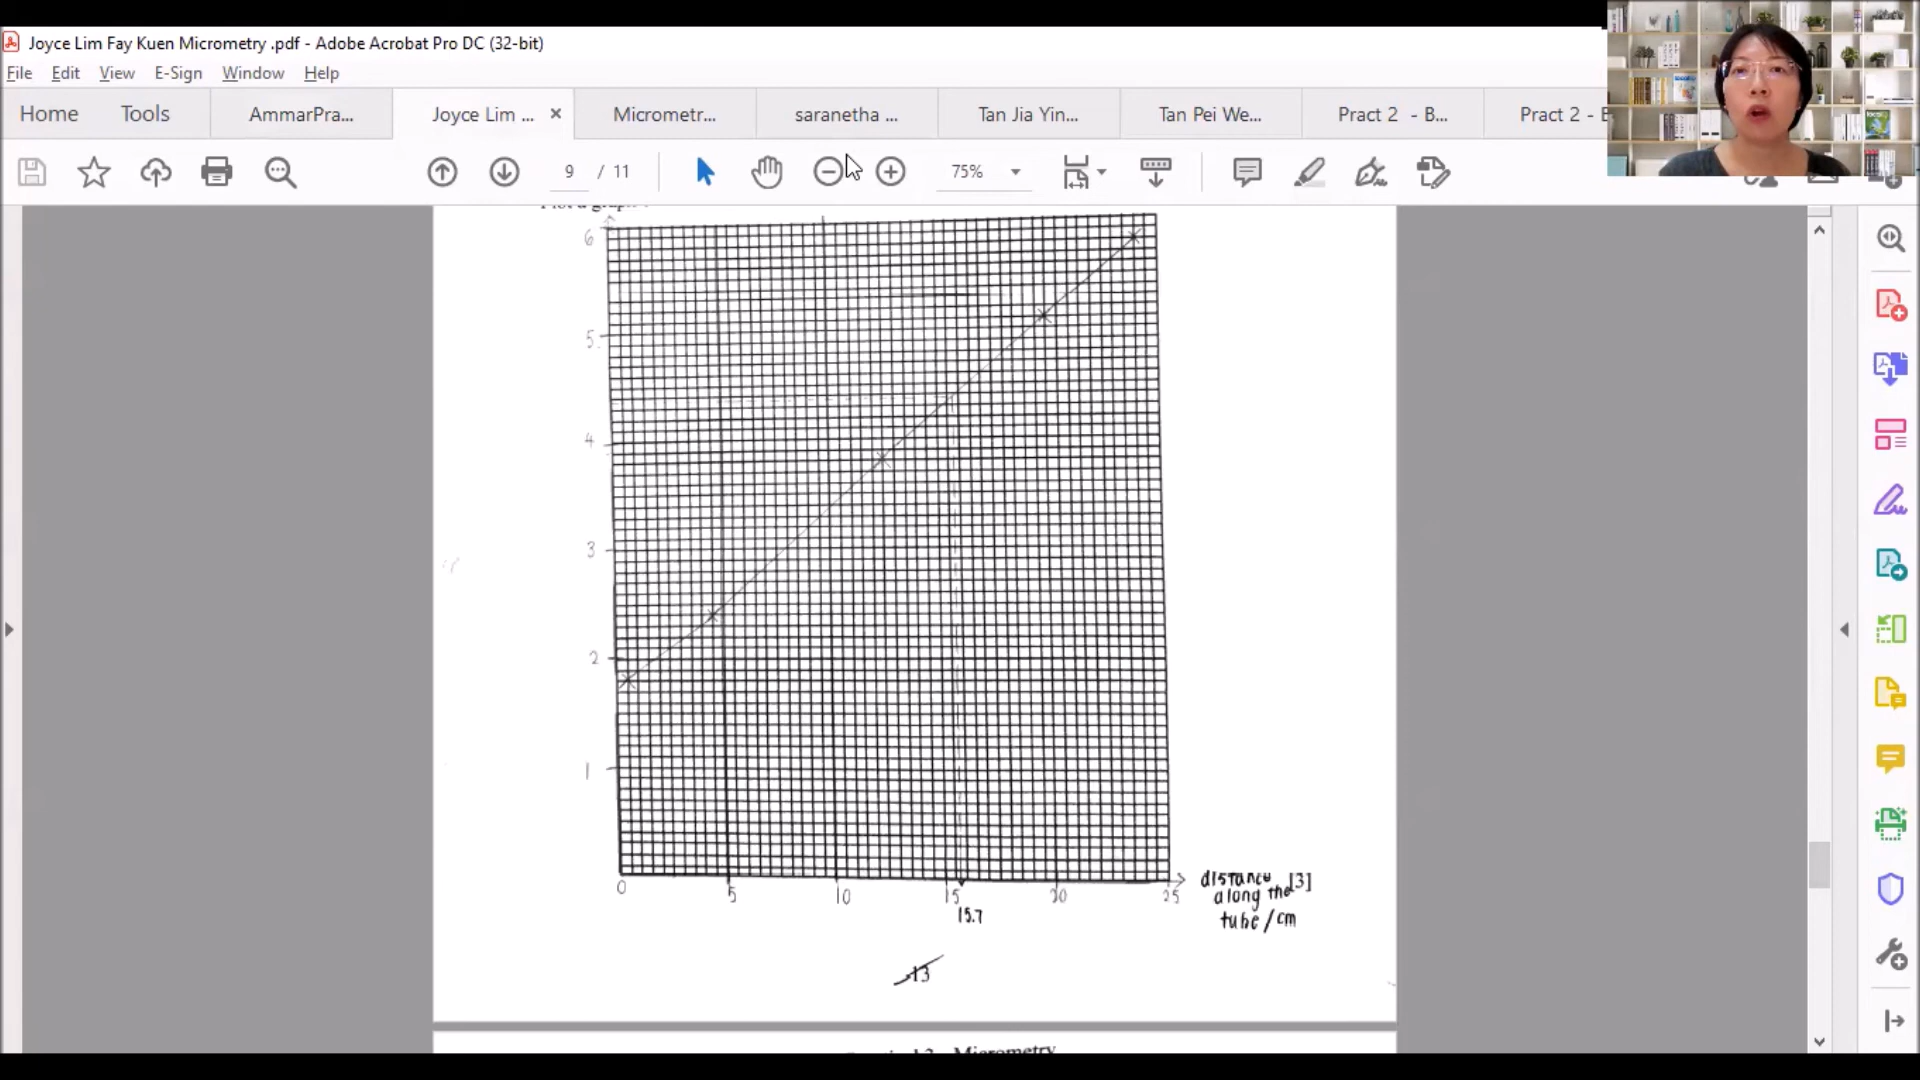 Joyce Lim Fay Kuen Micrometry .pdf - Adobe Acrobat Pro DC (32-bit)
File Edit View E-Sign Window Help
Home Tools AmmarPra... Joyce Lim ... × Micrometr... saranetha ... Tan Jia Yin... Tan Pei We... Pract 2 - B... Pract 2 -
9 / 11 75%
6
5
4
3
2
1
0 5 10 15 20 25
15.7
distance [3]
along the
tube/cm
13
Micrometry